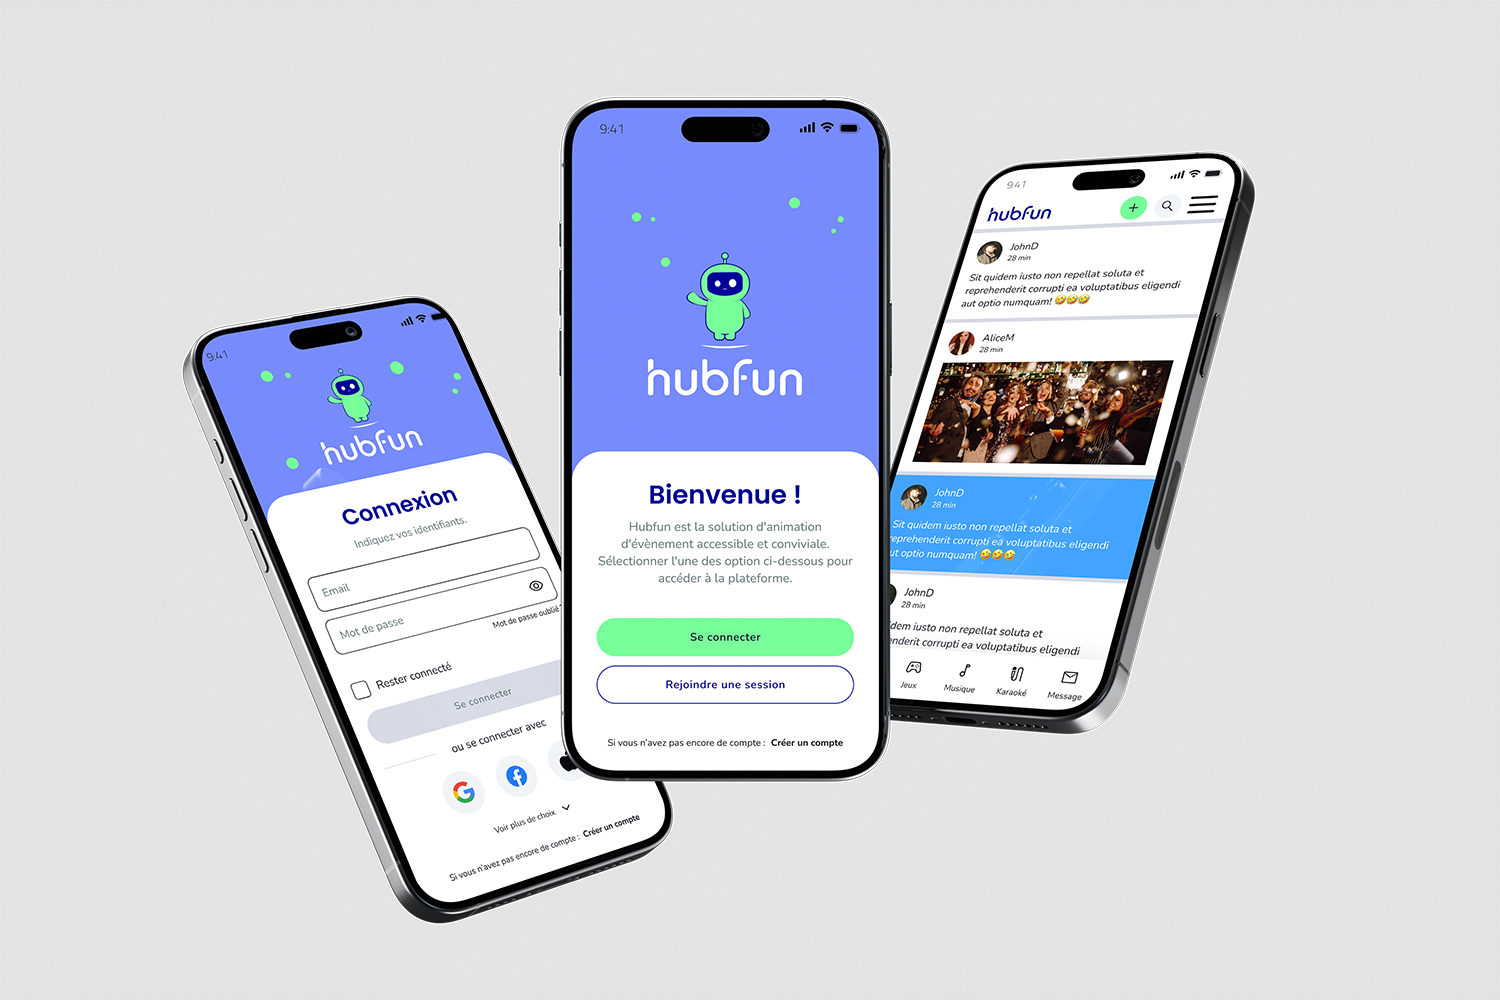 9:41
hubfun
Connexion
Indiquez vos identifiants.
Email
Mot de passe
Mot de passe oublié
Rester connecté
Se connecter
ou se connecter avec
Voir plus de choix
Si vous n'avez pas encore de compte : Créer un compte
9:41
hubfun
Bienvenue !
Hubfun est la solution d'animation
d'évènement accessible et conviviale.
Sélectionner l'une des option ci-dessous pour
accéder à la plateforme.
Se connecter
Rejoindre une session
Si vous n'avez pas encore de compte : Créer un compte
9:41
hubfun
JohnD
28 min
Sit quidem iusto non repellat soluta et
reprehenderit corrupti ea voluptatibus eligendi
aut optio numquam! 🤣🤣🤣
AliceM
28 min
JohnD
28 min
Sit quidem iusto non repellat soluta et
reprehenderit corrupti ea voluptatibus eligendi
ut optio numquam! 🤣🤣🤣
JohnD
28 min
idem iusto non repellat soluta et
enderit corrupti ea voluptatibus eligendi
Jeux
Musique
Karaoké
Message